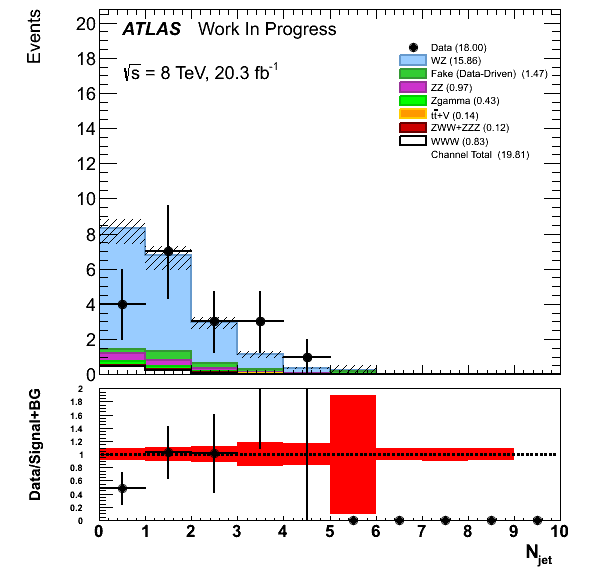 Events
ATLAS Work In Progress
√s = 8 TeV, 20.3 fb⁻¹
Data (18.00)
WZ (15.86)
Fake (Data-Driven) (1.47)
ZZ (0.97)
Zgamma (0.43)
tt̄+V (0.14)
ZWW+ZZZ (0.12)
WWW (0.83)
Channel Total (19.81)
20
18
16
14
12
10
8
6
4
2
0
Data/Signal+BG
2
1.8
1.6
1.4
1.2
1
0.8
0.6
0.4
0.2
0
0 1 2 3 4 5 6 7 8 9 10
N_jet